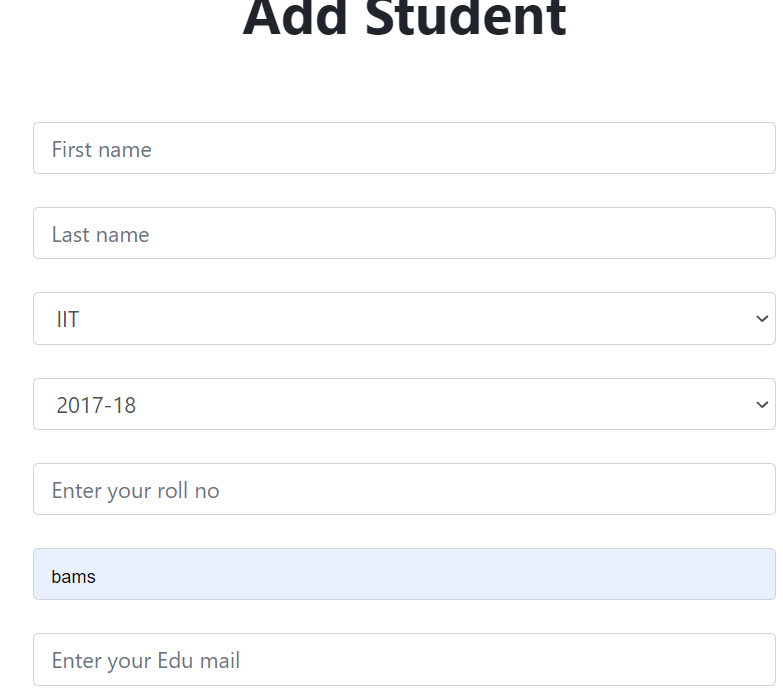 Add Student
First name
Last name
IIT
2017-18
Enter your roll no
bams
Enter your Edu mail